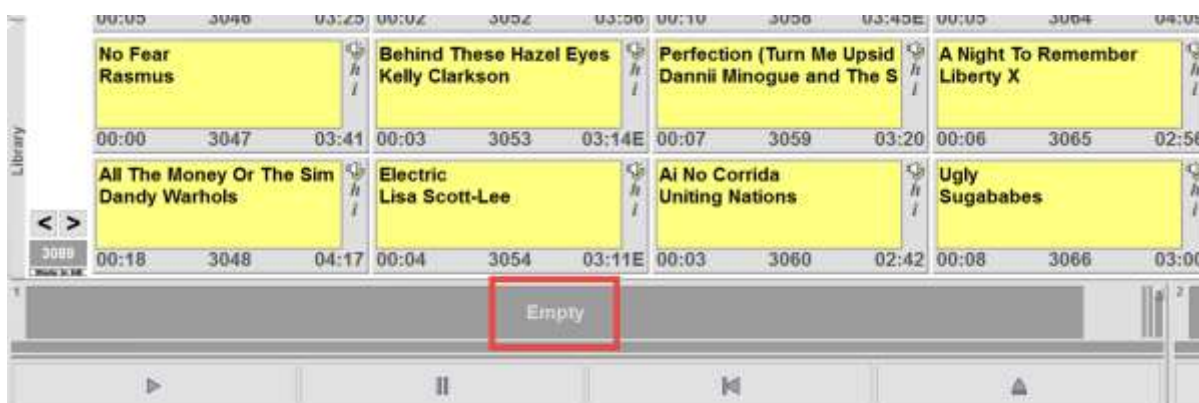 00:05 3046 03:25 00:02 3052 03:56 00:10 3058 03:45E 00:05 3064 04:09
No Fear Behind These Hazel Eyes Perfection (Turn Me Upsid A Night To Remember
Rasmus Kelly Clarkson Dannii Minogue and The S Liberty X
h h h h
i i i i
Library
00:00 3047 03:41 00:03 3053 03:14E 00:07 3059 03:20 00:06 3065 02:56
All The Money Or The Sim Electric Ai No Corrida Ugly
Dandy Warhols Lisa Scott-Lee Uniting Nations Sugababes
h h h h
i i i i
< >
00:18 3048 04:17 00:04 3054 03:11E 00:03 3060 02:42 00:08 3066 03:00
1 Empty 2